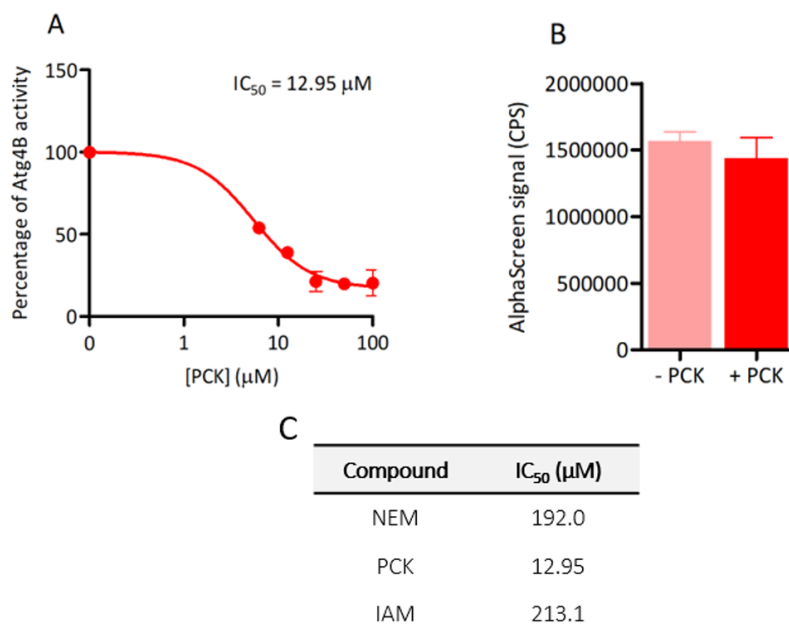 A
IC₅₀ = 12.95 μM
Percentage of Atg4B activity
150
100
50
0
0 1 10 100
[PCK] (μM)
B
AlphaScreen signal (CPS)
2000000
1500000
1000000
500000
0
- PCK + PCK
C
Compound IC₅₀ (μM)
NEM 192.0
PCK 12.95
IAM 213.1